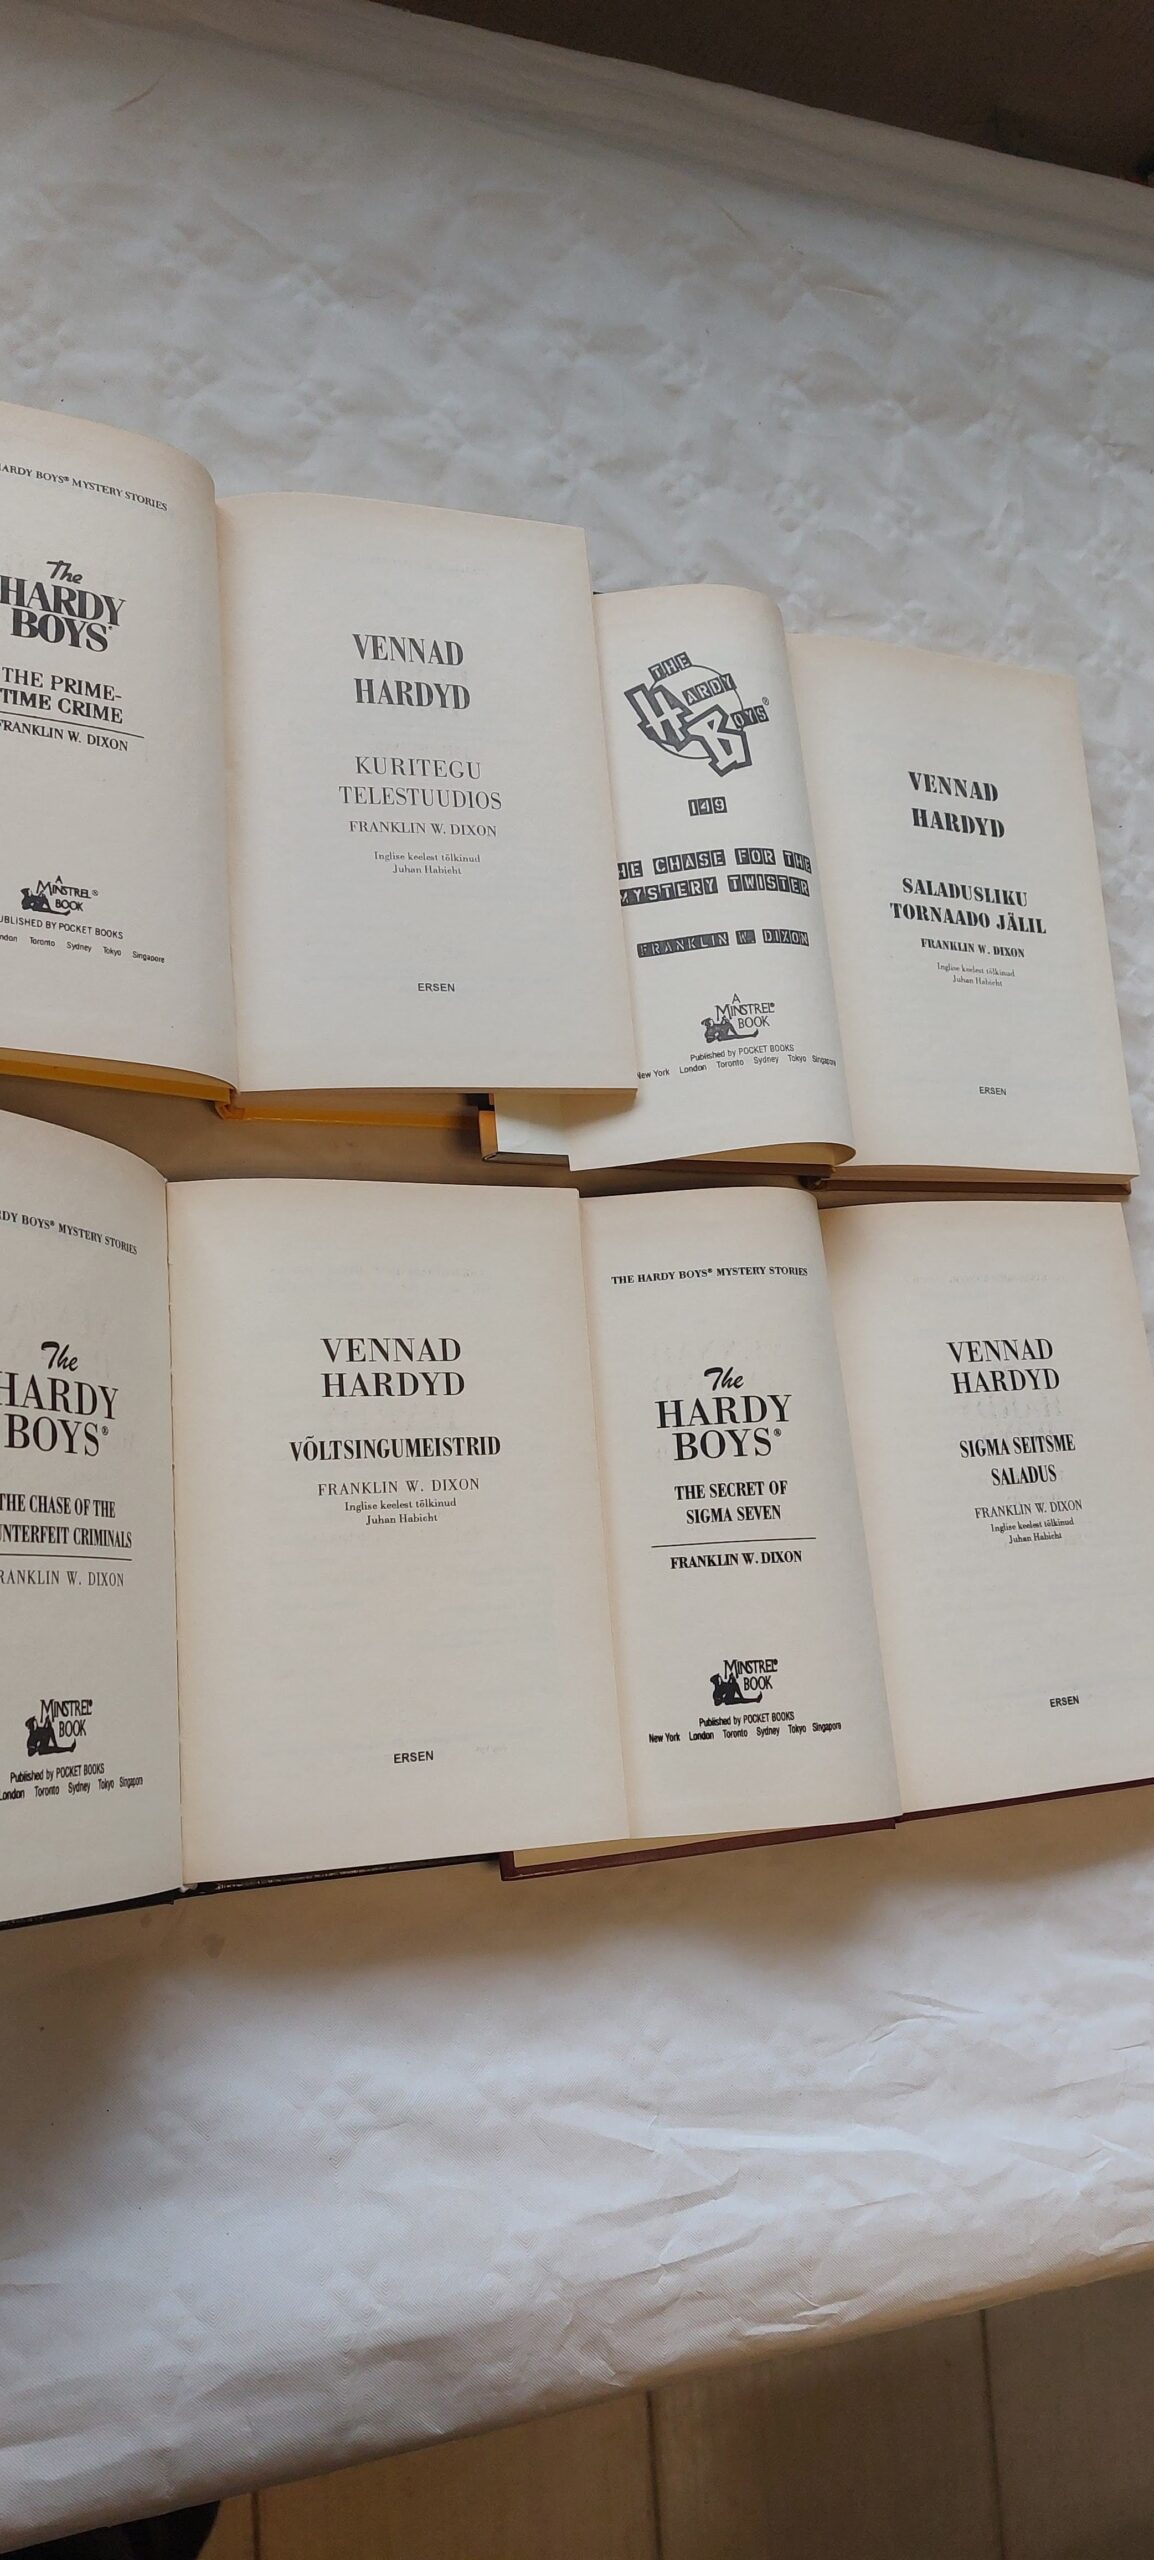 HARDY BOYS® MYSTERY STORIES
The
HARDY
BOYS®
THE PRIME-
TIME CRIME
FRANKLIN W. DIXON
A
MINSTREL®
BOOK
PUBLISHED BY POCKET BOOKS
Toronto Sydney Tokyo Singapore
VENNAD
HARDYD
KURITEGU
TELESTUUDIOS
FRANKLIN W. DIXON
Inglise keelest tõlkinud
Juhan Habicht
ERSEN
THE
HARDY
BOYS®
149
THE CHASE FOR THE
MYSTERY TWISTER
FRANKLIN W. DIXON
A
MINSTREL®
BOOK
Published by POCKET BOOKS
New York London Toronto Sydney Tokyo Singapore
VENNAD
HARDYD
SALADUSLIKU
TORNAADO JÄLIL
FRANKLIN W. DIXON
Inglise keelest tõlkinud
Juhan Habicht
ERSEN
BOYS® MYSTERY STORIES
The
HARDY
BOYS®
THE CHASE OF THE
UNTERFEIT CRIMINALS
FRANKLIN W. DIXON
MINSTREL®
BOOK
Published by POCKET BOOKS
London Toronto Sydney Tokyo Singapore
VENNAD
HARDYD
VÕLTSINGUMEISTRID
FRANKLIN W. DIXON
Inglise keelest tõlkinud
Juhan Habicht
ERSEN
THE HARDY BOYS® MYSTERY STORIES
The
HARDY
BOYS®
THE SECRET OF
SIGMA SEVEN
FRANKLIN W. DIXON
MINSTREL®
BOOK
Published by POCKET BOOKS
New York London Toronto Sydney Tokyo Singapore
VENNAD
HARDYD
SIGMA SEITSME
SALADUS
FRANKLIN W. DIXON
Inglise keelest tõlkinud
Juhan Habicht
ERSEN